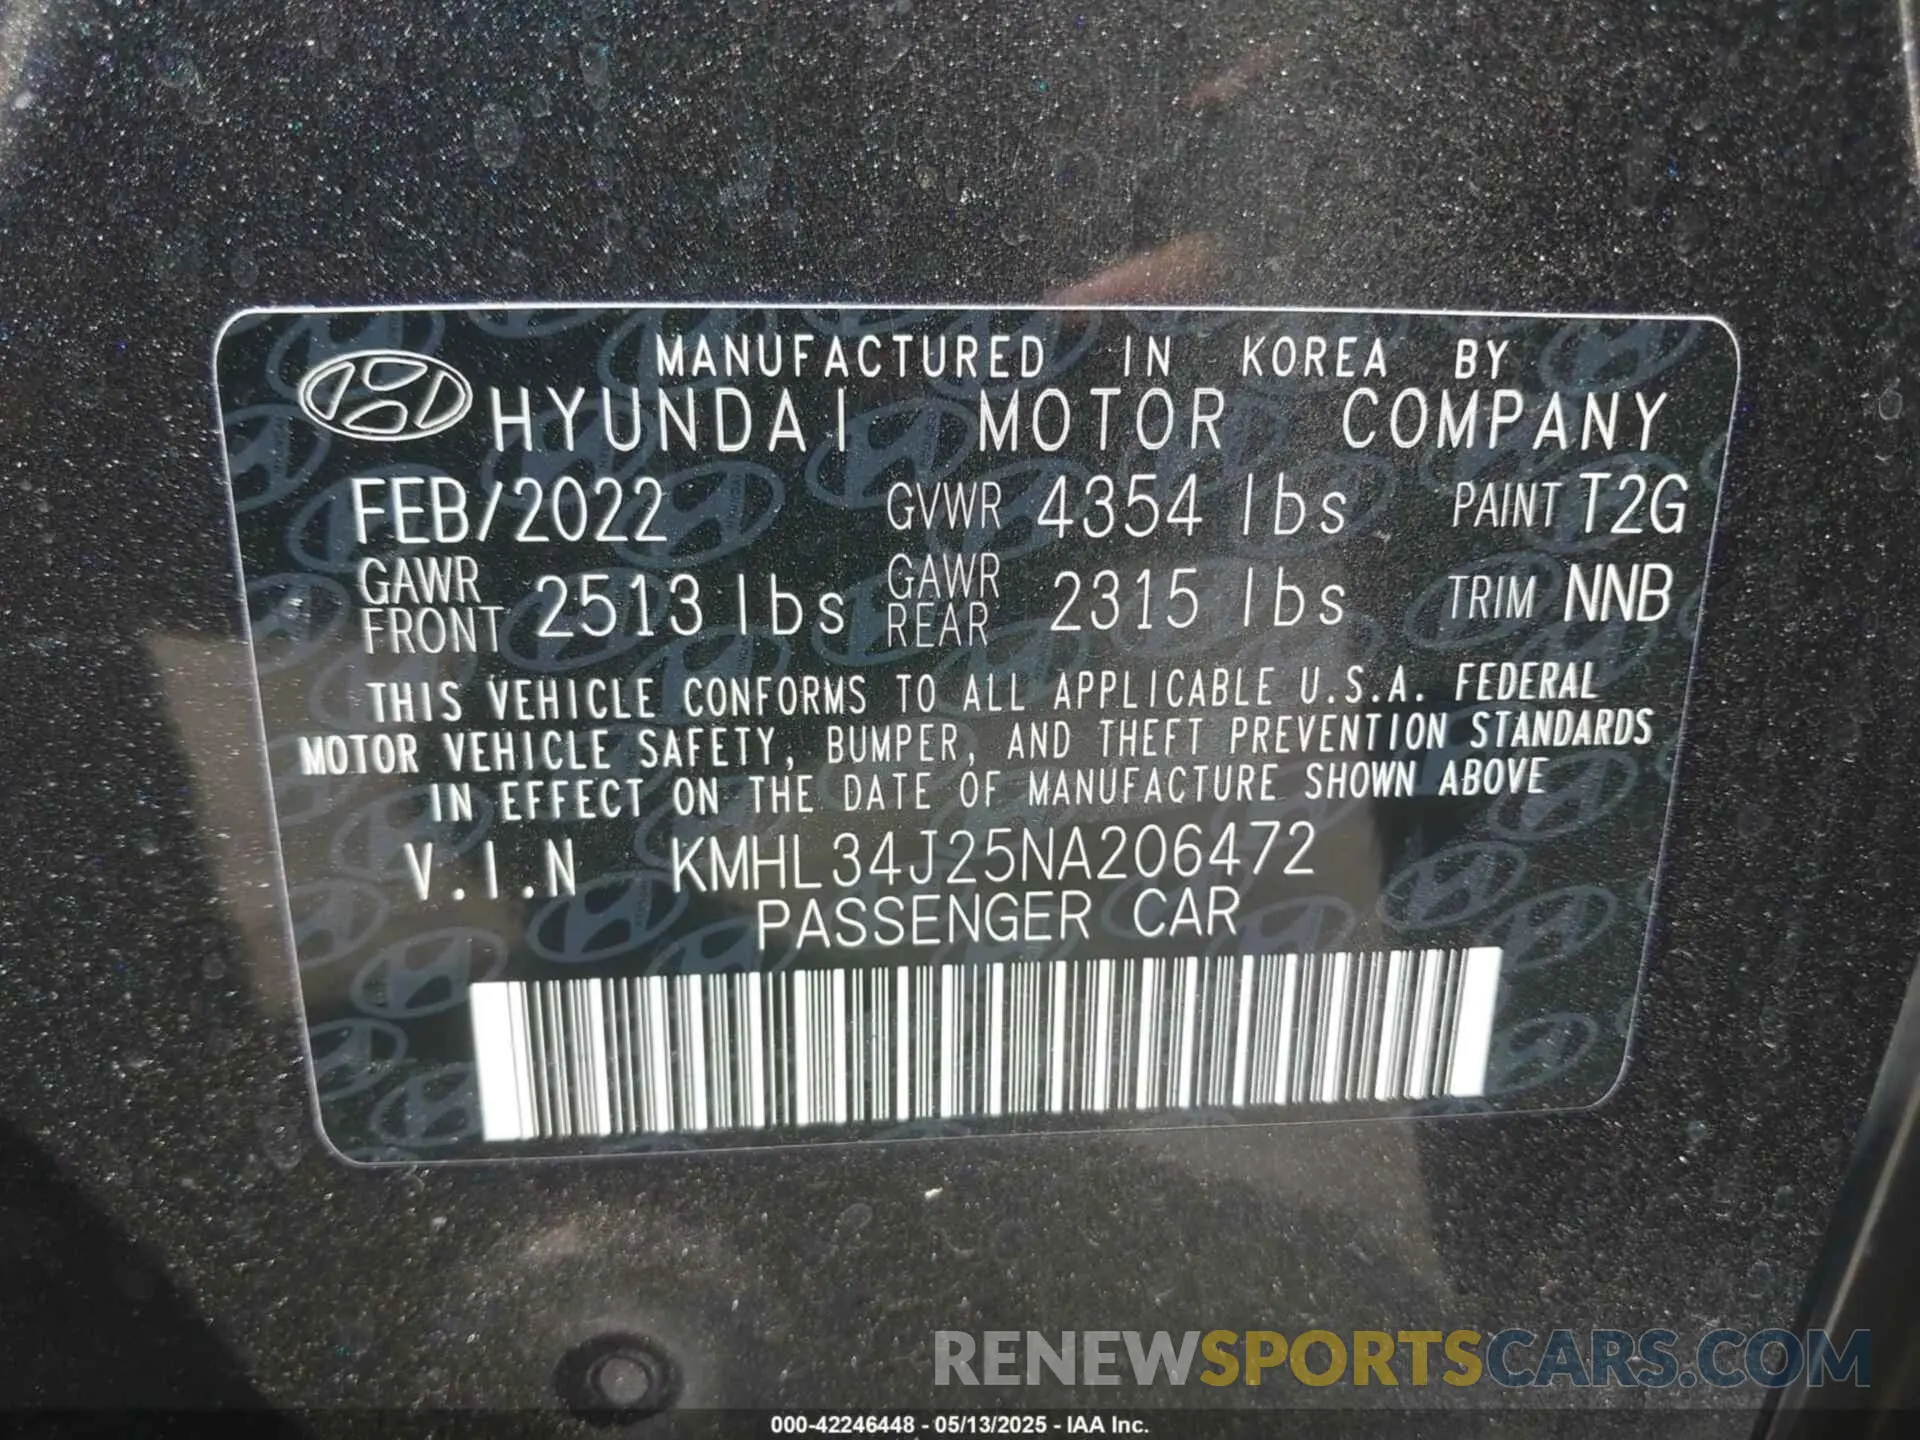 MANUFACTURED IN KOREA BY
HYUNDAI MOTOR COMPANY
FEB/2022 GVWR 4354 lbs PAINT T2G
GAWR FRONT 2513 lbs GAWR REAR 2315 lbs TRIM NNB
THIS VEHICLE CONFORMS TO ALL APPLICABLE U.S.A. FEDERAL
MOTOR VEHICLE SAFETY, BUMPER, AND THEFT PREVENTION STANDARDS
IN EFFECT ON THE DATE OF MANUFACTURE SHOWN ABOVE
V.I.N KMHL34J25NA206472
PASSENGER CAR
RENEWSPORTSCARS.COM
000-42246448 - 05/13/2025 - IAA Inc.